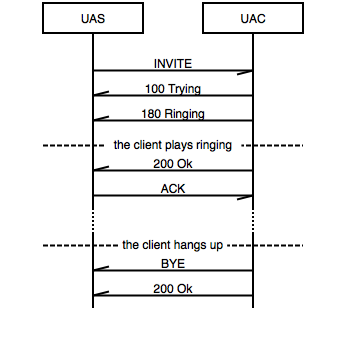 UAS
UAC
INVITE
100 Trying
180 Ringing
the client plays ringing
200 Ok
ACK
the client hangs up
BYE
200 Ok